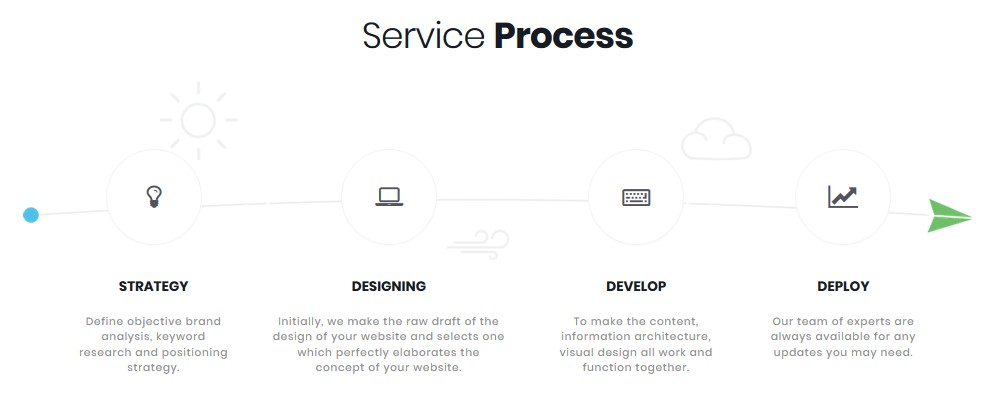 Service Process
STRATEGY
Define objective brand
analysis, keyword
research and positioning
strategy.
DESIGNING
Initially, we make the raw draft of the
design of your website and selects one
which perfectly elaborates the
concept of your website.
DEVELOP
To make the content,
information architecture,
visual design all work and
function together.
DEPLOY
Our team of experts are
always available for any
updates you may need.